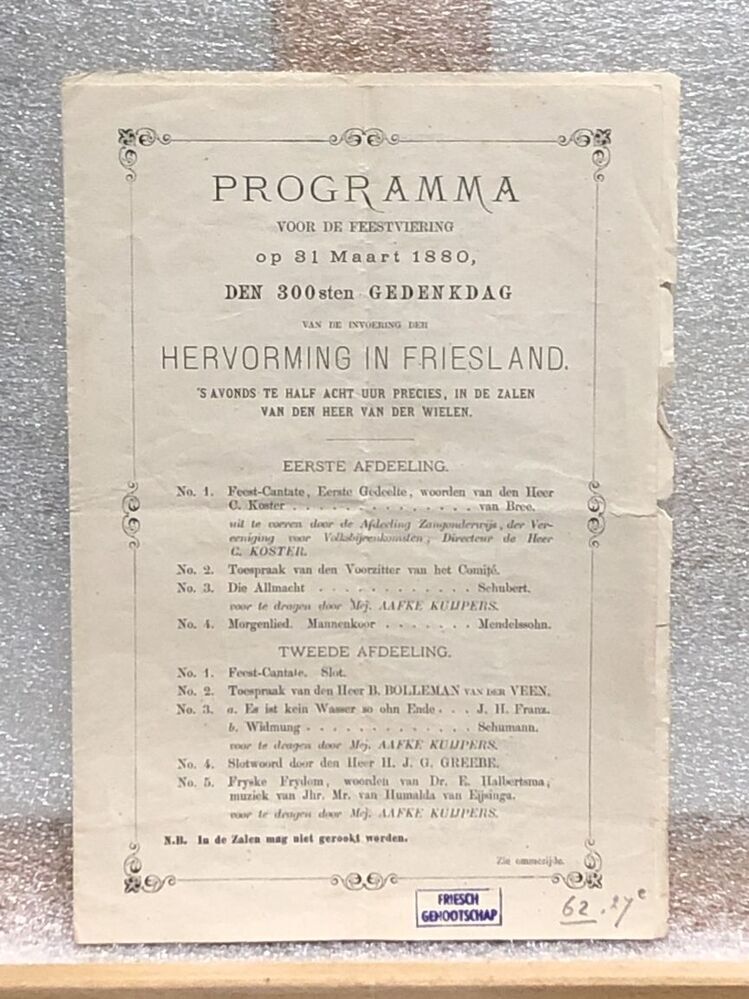 PROGRAMMA
VOOR DE FEESTVIERING
op 31 Maart 1880,
DEN 300sten GEDENKDAG
VAN DE INVOERING DER
HERVORMING IN FRIESLAND.
'S AVONDS TE HALF ACHT UUR PRECIES, IN DE ZALEN
VAN DEN HEER VAN DER WIELEN.
EERSTE AFDEELING.
No. 1. Feest-Cantate, Eerste Gedeelte, woorden van den Heer
C. Koster . . . . . . . . . . . . . . van Bree.
uit te voeren door de Afdeeling Zangonderwijs, der Ver-
eeniging voor Volksbijeenkomsten; Directeur de Heer
C. KOSTER.
No. 2. Toespraak van den Voorzitter van het Comité.
No. 3. Die Allmacht . . . . . . . . . . . . Schubert.
voor te dragen door Mej. AAFKE KUIJPERS.
No. 4. Morgenlied. Mannenkoor . . . . . . . Mendelssohn.
TWEEDE AFDEELING.
No. 1. Feest-Cantate. Slot.
No. 2. Toespraak van den Heer B. BOLLEMAN VAN DER VEEN.
No. 3. a. Es ist kein Wasser so ohn Ende . . . J. H. Franz.
b. Widmung . . . . . . . . . . . . . Schumann.
voor te dragen door Mej. AAFKE KUIJPERS.
No. 4. Slotwoord door den Heer H. J. G. GREEBE.
No. 5. Fryske Frydom, woorden van Dr. E. Halbertsma,
muziek van Jhr. Mr. van Humalda van Eijsinga.
voor te dragen door Mej. AAFKE KUIJPERS.
N.B. In de Zalen mag niet gerookt worden.
Zie ommezijde.
FRIESCH
GENOOTSCHAP
62.27e